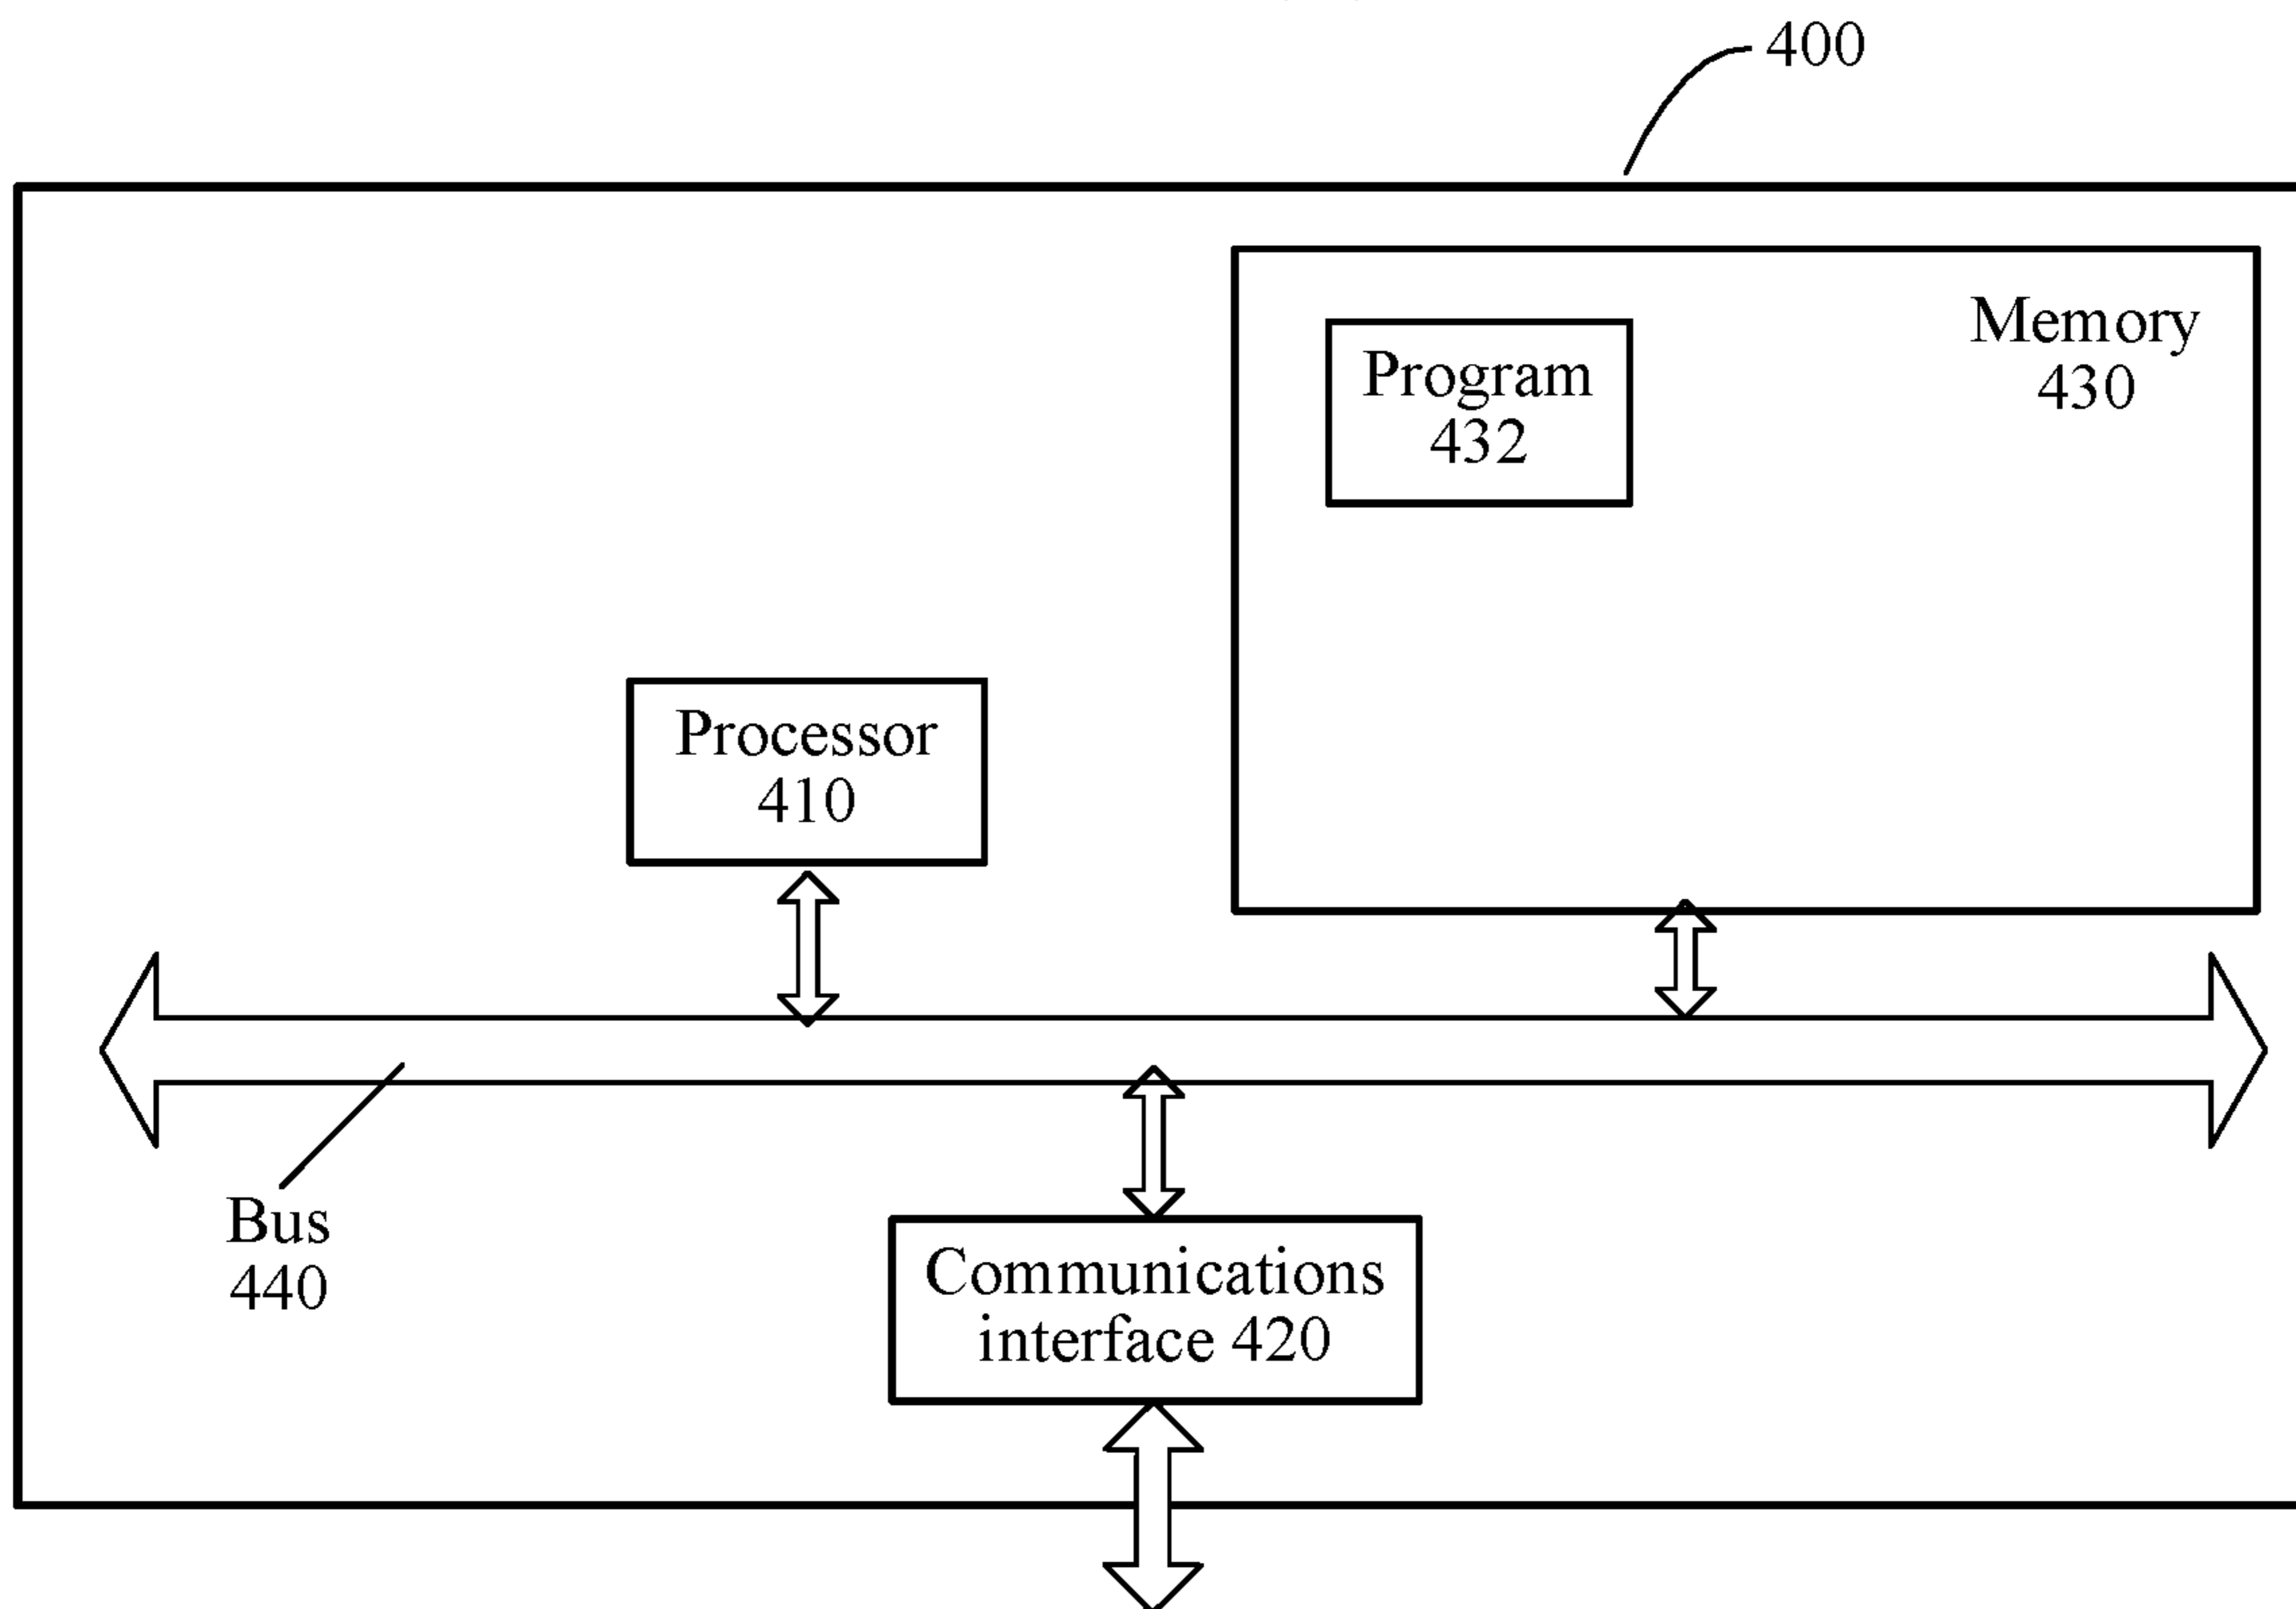 400
Memory
430
Program
432
Processor
410
Bus
440
Communications
interface 420